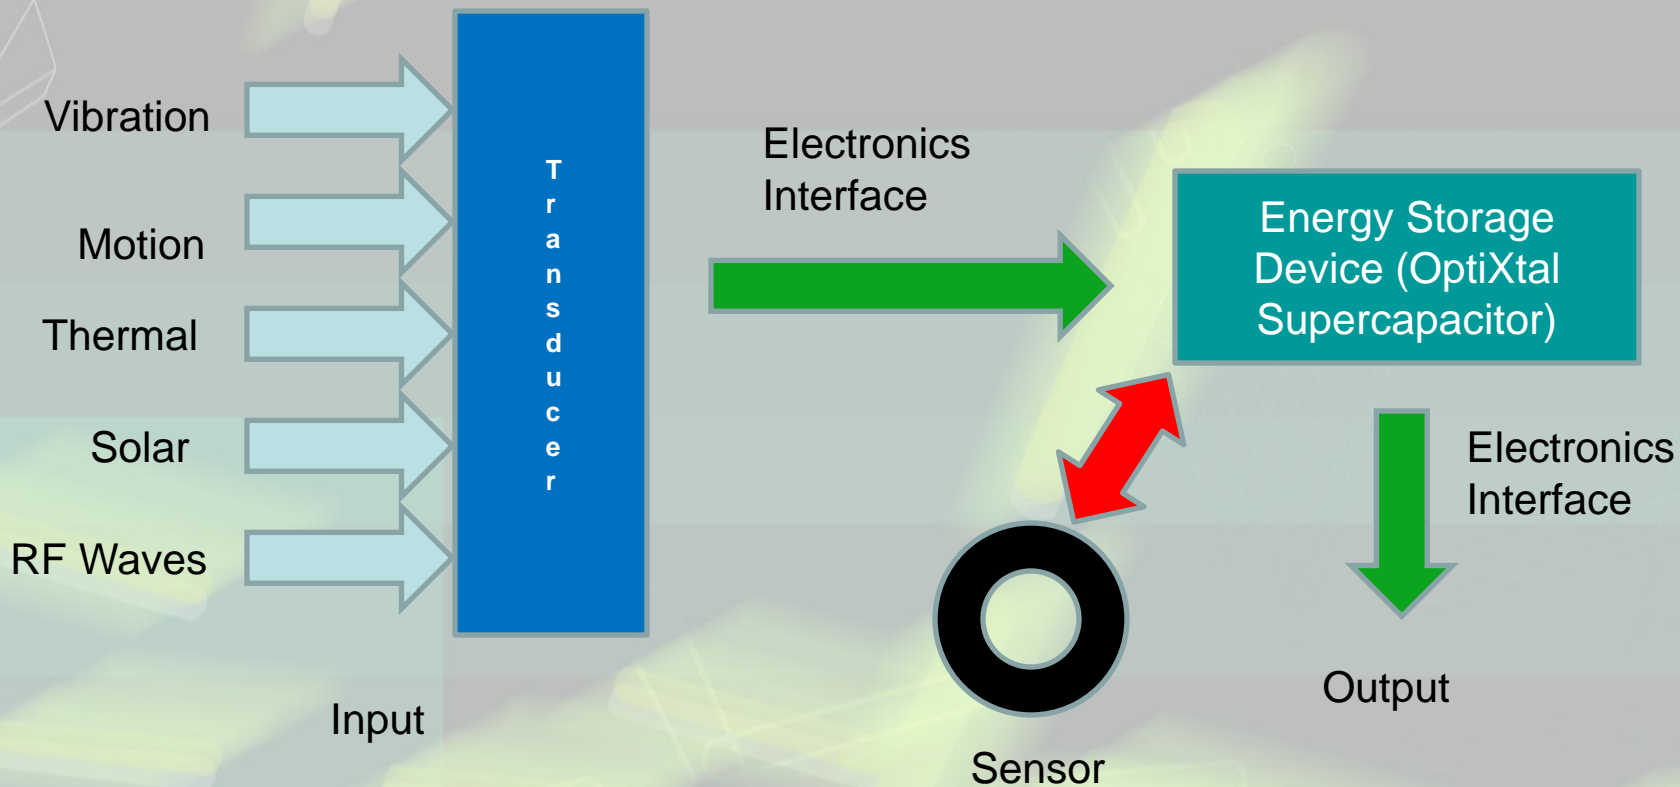 Vibration
Motion
Thermal
Solar
RF Waves
Input
T
r
a
n
s
d
u
c
e
r
Electronics
Interface
Energy Storage
Device (OptiXtal
Supercapacitor)
Electronics
Interface
Output
Sensor